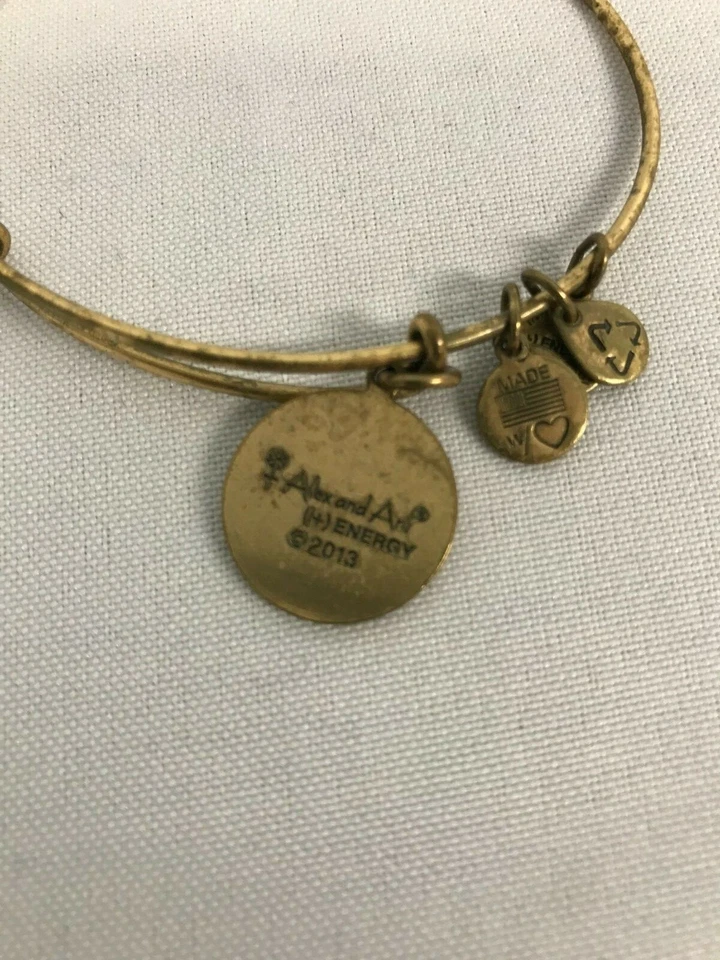 Alex and Ani®
(+) ENERGY
©2013
MADE
W/♡